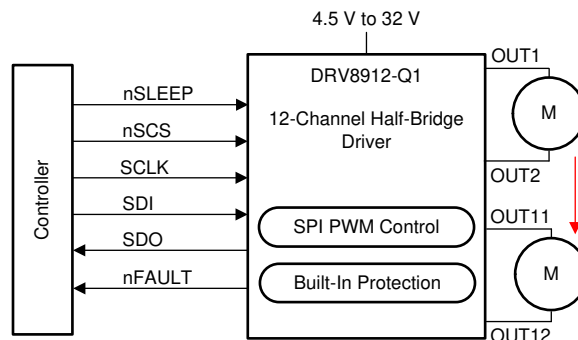 4.5 V to 32 V
Controller
nSLEEP
nSCS
SCLK
SDI
SDO
nFAULT
DRV8912-Q1
12-Channel Half-Bridge
Driver
SPI PWM Control
Built-In Protection
OUT1
M
OUT2
OUT11
M
OUT12